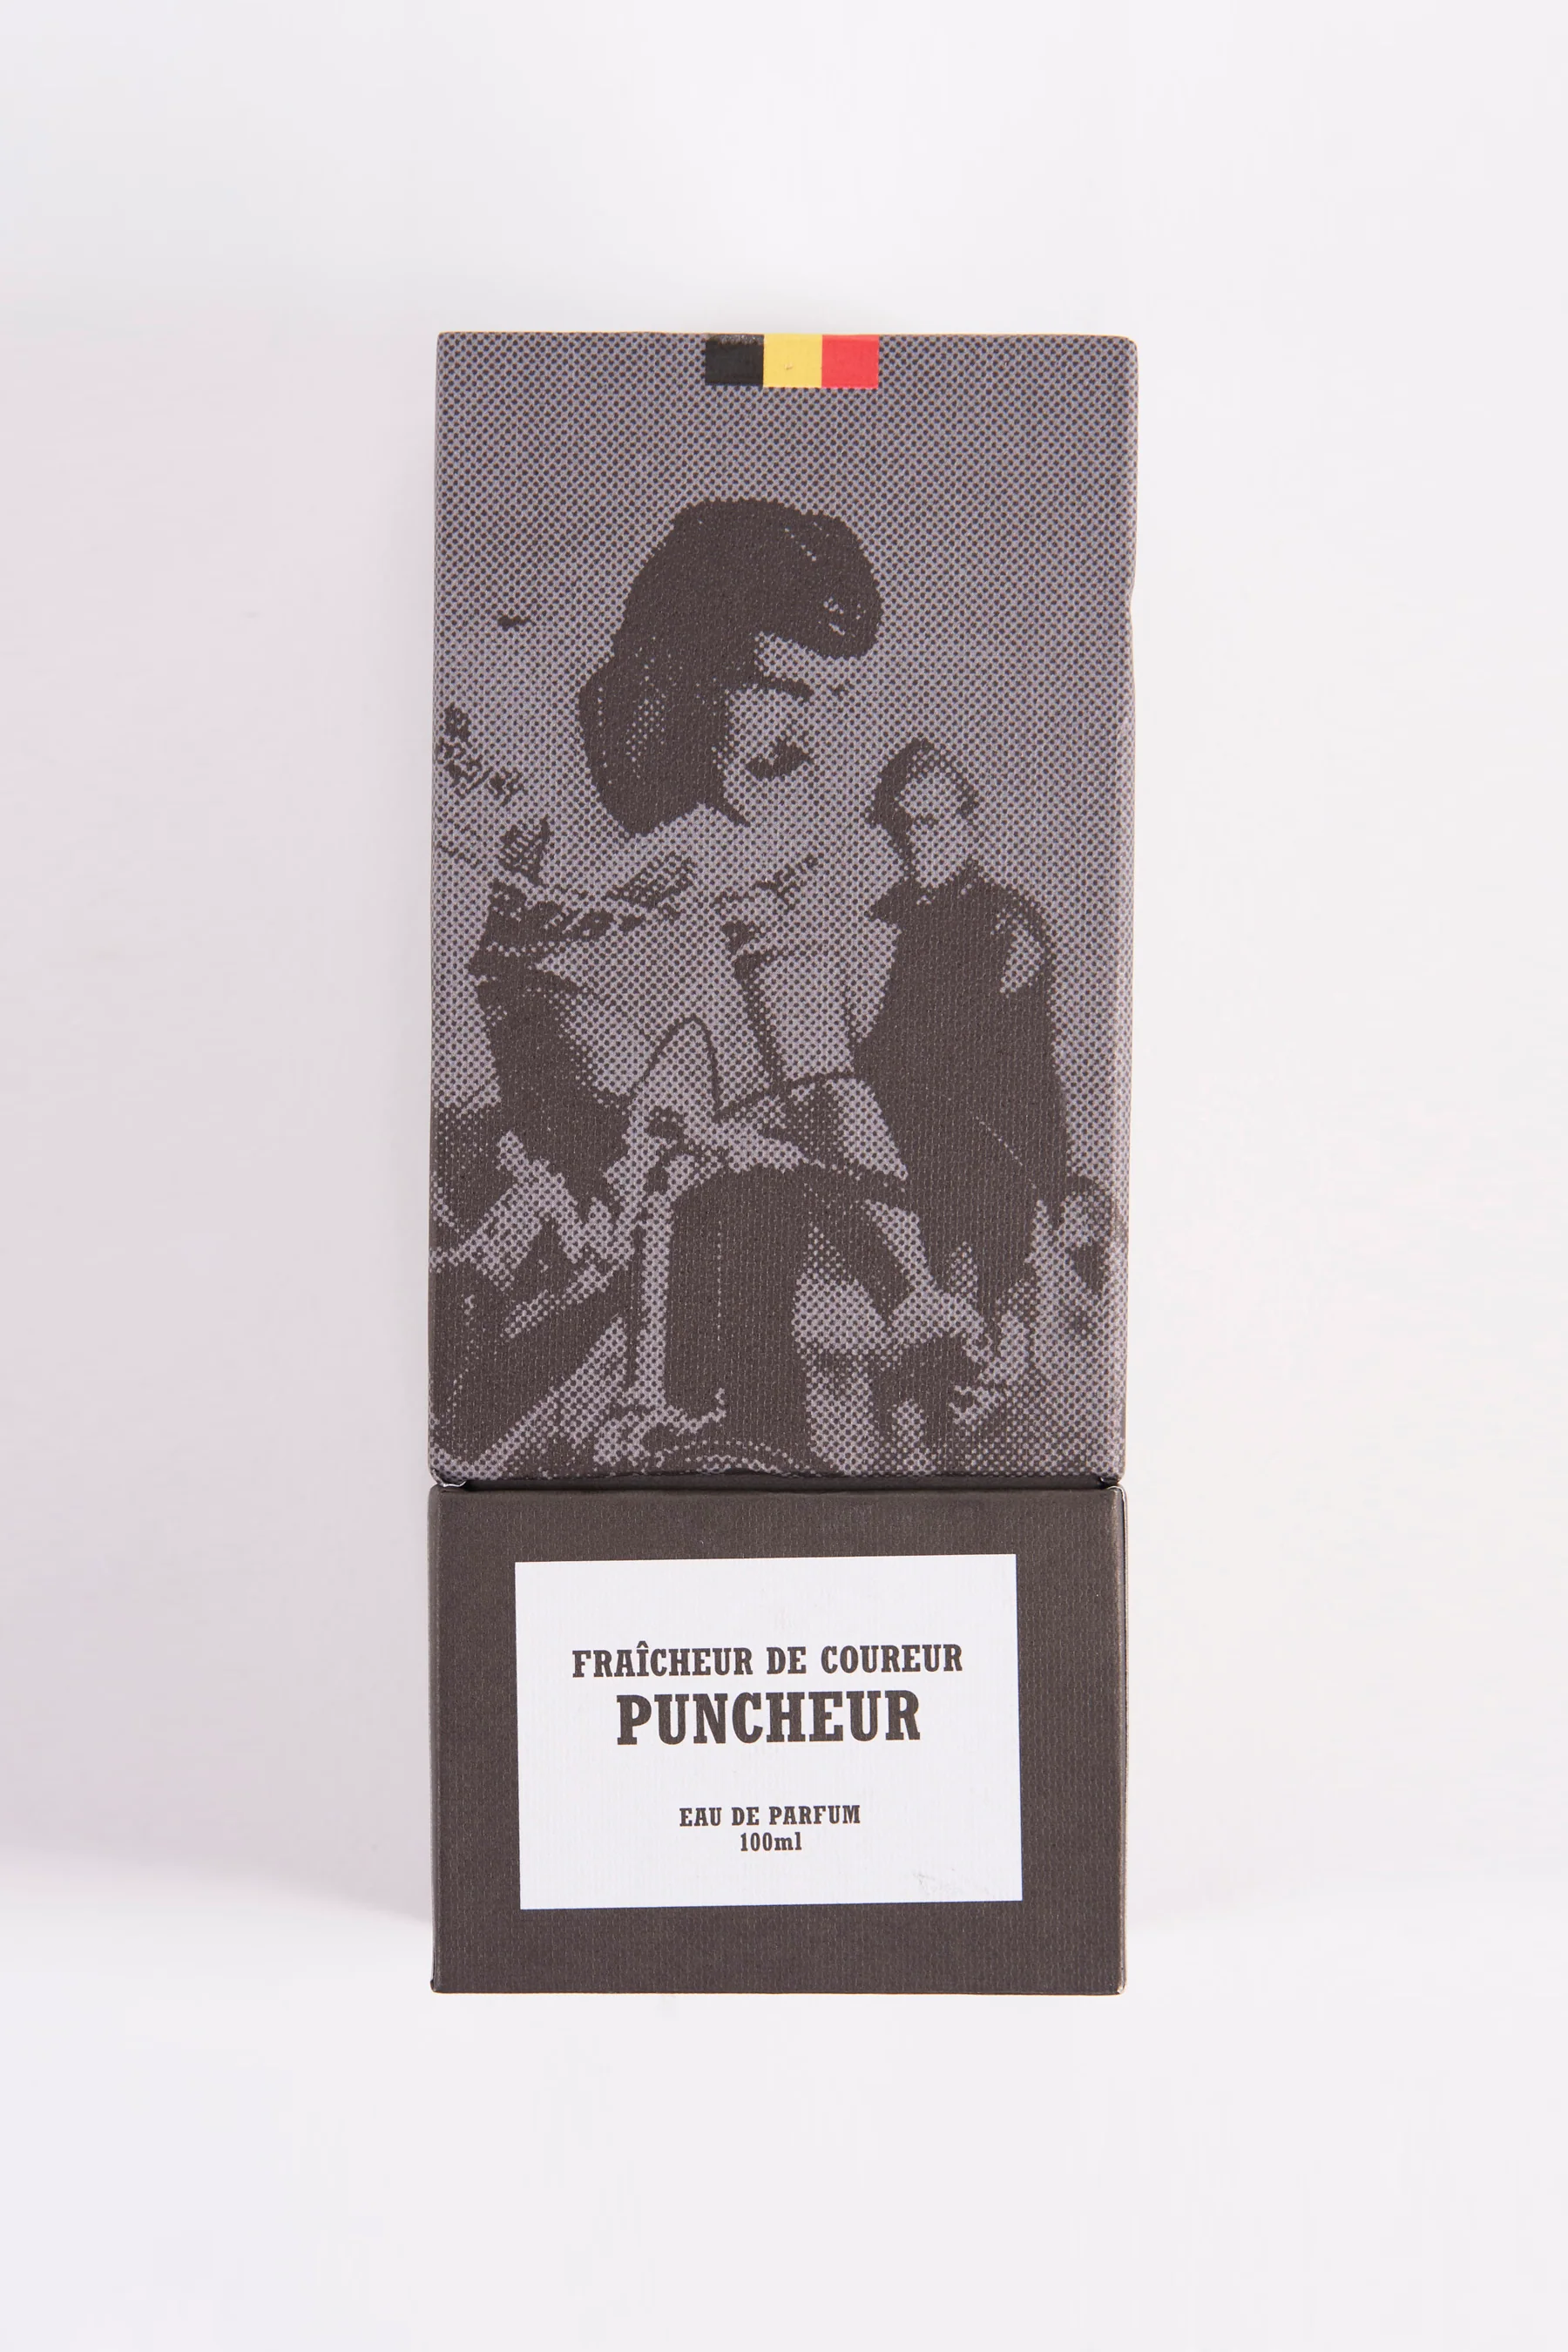 FRAÎCHEUR DE COUREUR
PUNCHEUR
EAU DE PARFUM
100ml